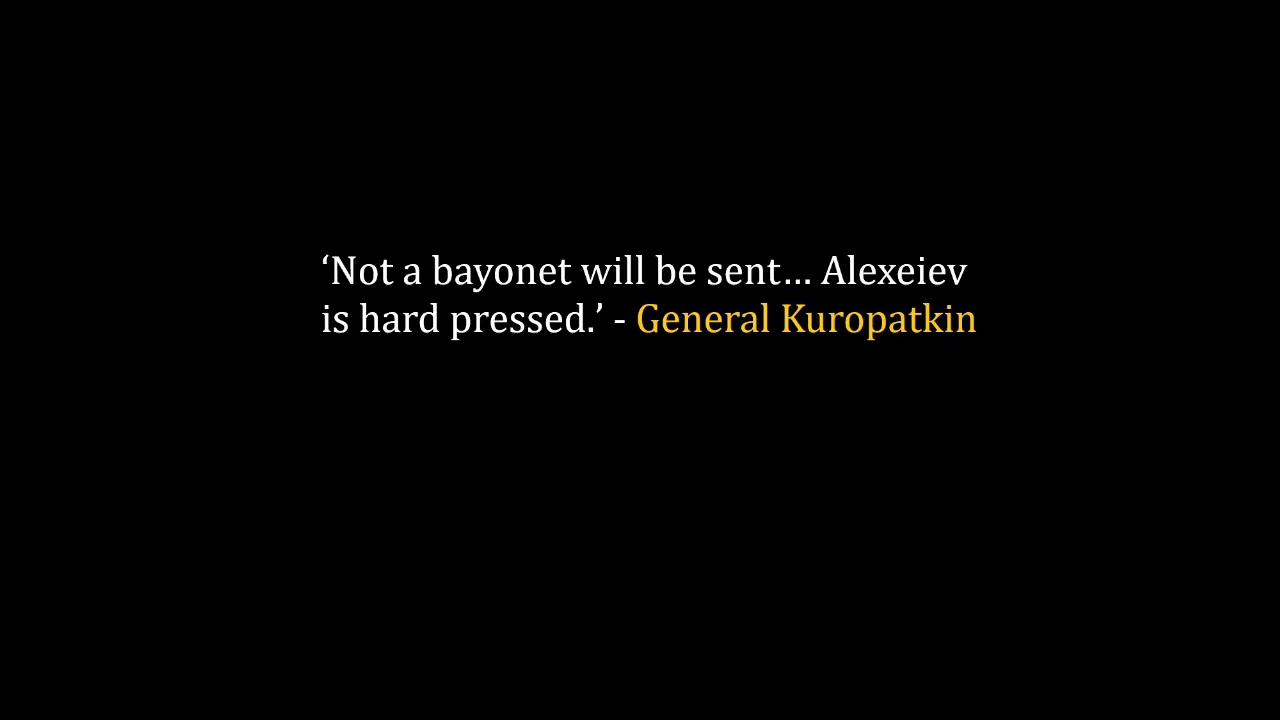 ‘Not a bayonet will be sent… Alexeiev
is hard pressed.’ - General Kuropatkin